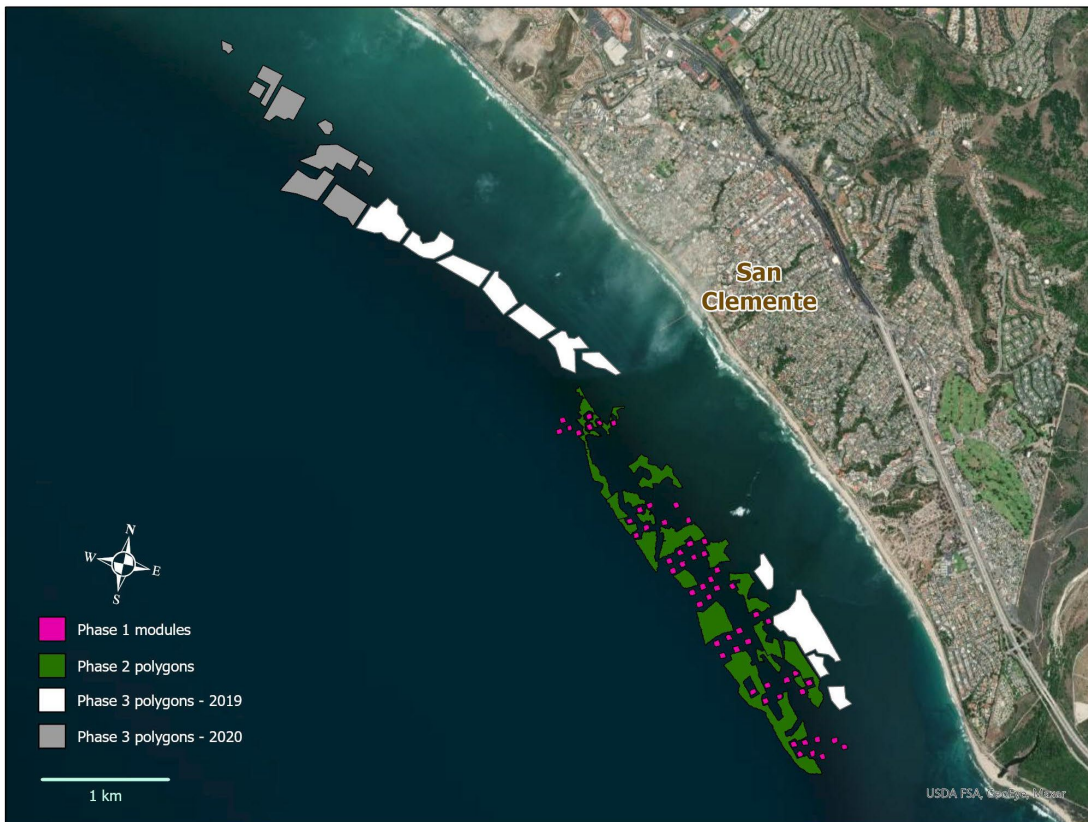 San
Clemente
N
W
E
S
Phase 1 modules
Phase 2 polygons
Phase 3 polygons - 2019
Phase 3 polygons - 2020
1 km
USDA FSA, GeoEye, Maxar